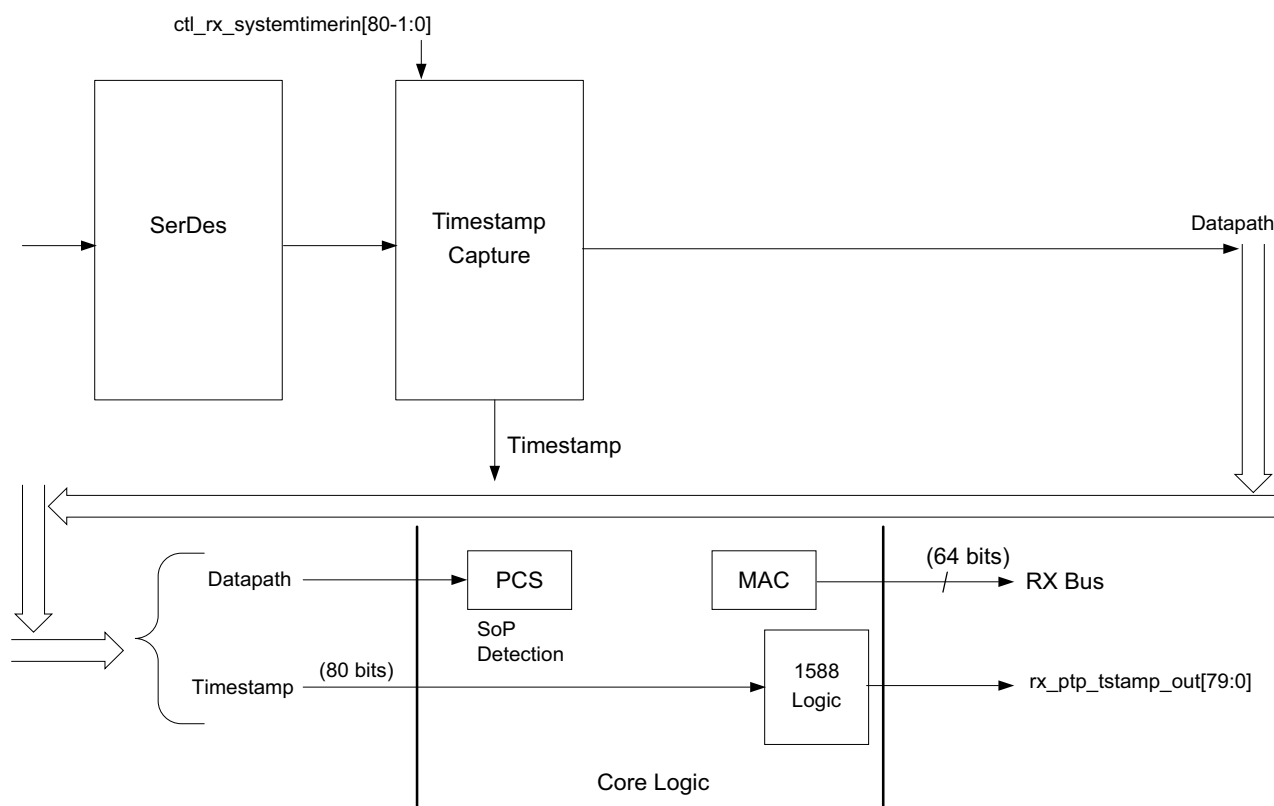 ctl_rx_systemtimerin[80-1:0]
SerDes
Timestamp
Capture
Datapath
Timestamp
Datapath
PCS
MAC
(64 bits)
RX Bus
SoP
Detection
Timestamp
(80 bits)
1588
Logic
rx_ptp_tstamp_out[79:0]
Core Logic